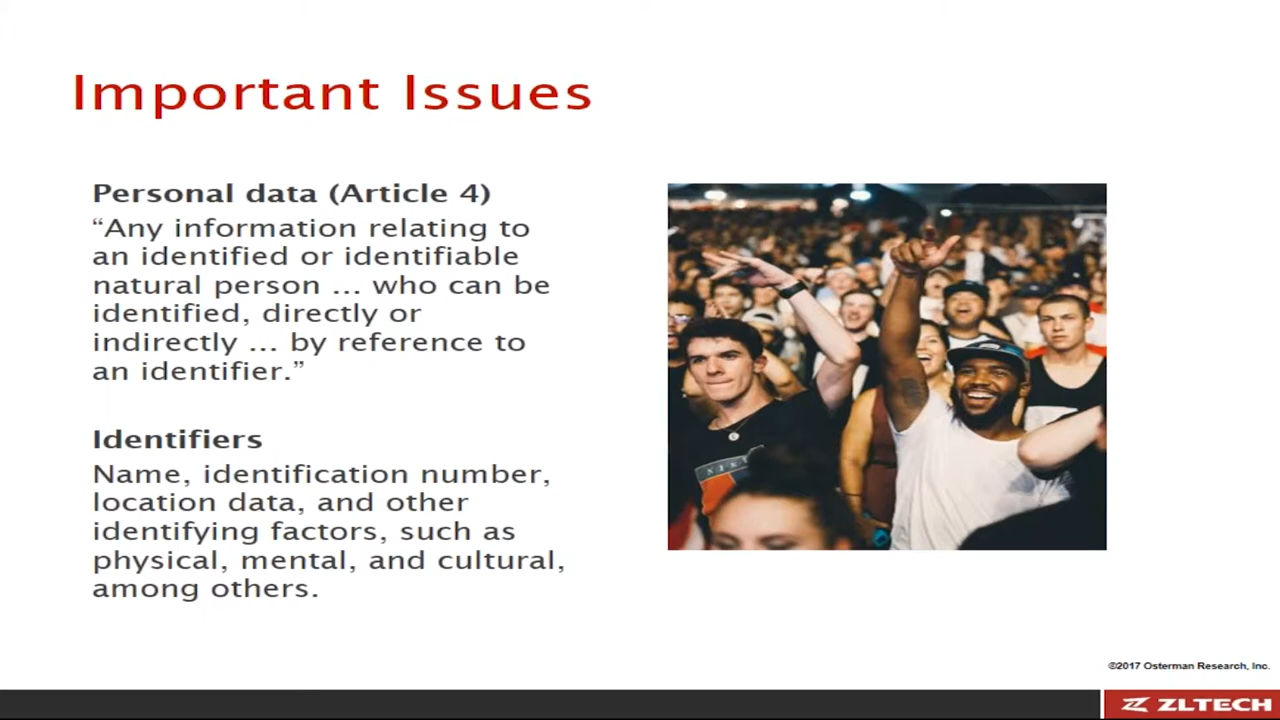 Important Issues
Personal data (Article 4)
“Any information relating to
an identified or identifiable
natural person ... who can be
identified, directly or
indirectly ... by reference to
an identifier.”
Identifiers
Name, identification number,
location data, and other
identifying factors, such as
physical, mental, and cultural,
among others.
©2017 Osterman Research, Inc.
ZLTECH